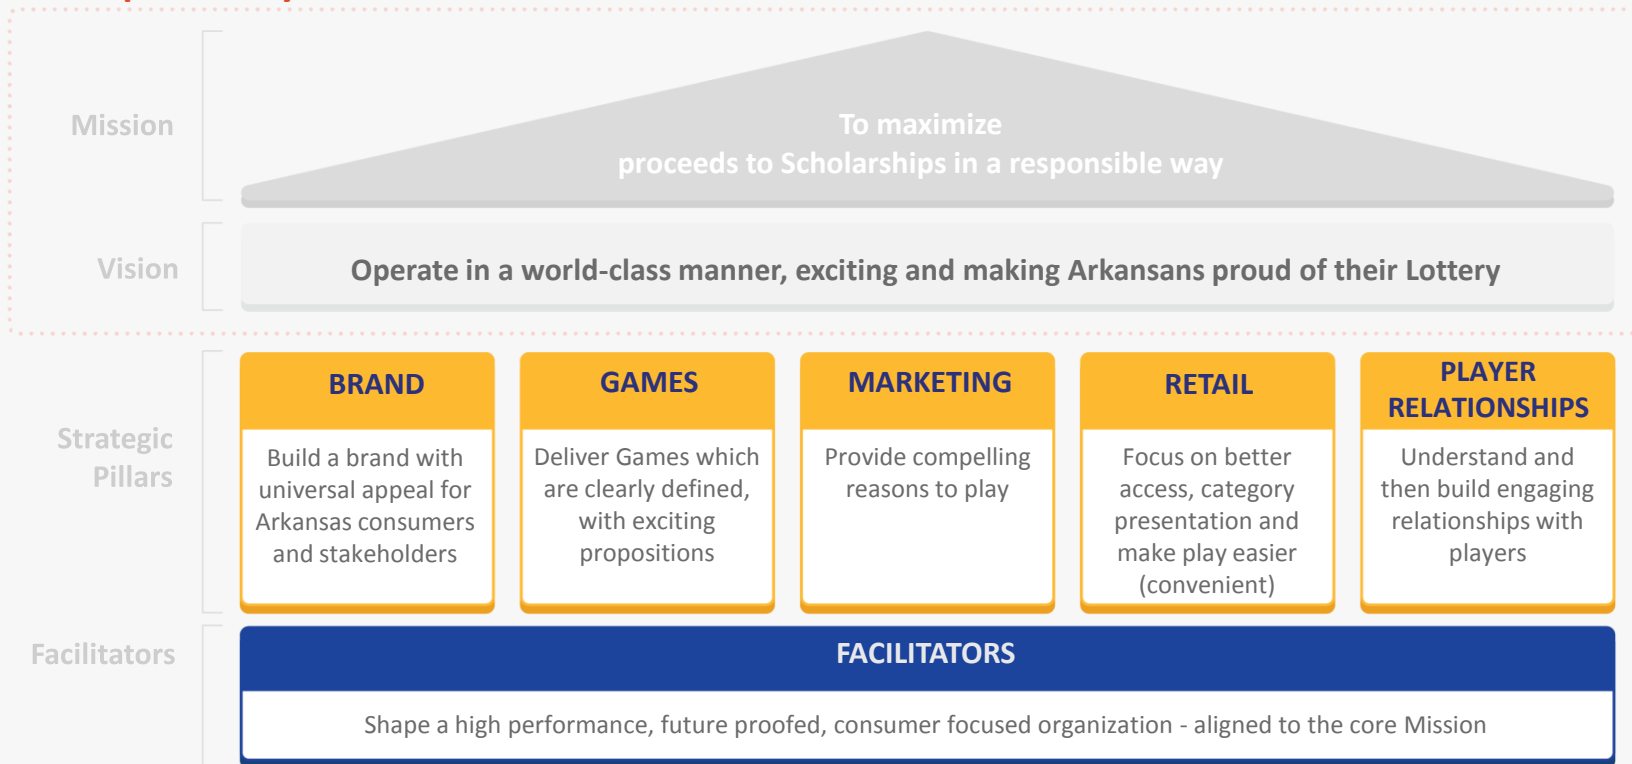 Mission
To maximize
proceeds to Scholarships in a responsible way
Vision
Operate in a world-class manner, exciting and making Arkansans proud of their Lottery
Strategic
Pillars
BRAND
Build a brand with
universal appeal for
Arkansas consumers
and stakeholders
GAMES
Deliver Games which
are clearly defined,
with exciting
propositions
MARKETING
Provide compelling
reasons to play
RETAIL
Focus on better
access, category
presentation and
make play easier
(convenient)
PLAYER
RELATIONSHIPS
Understand and
then build engaging
relationships with
players
Facilitators
FACILITATORS
Shape a high performance, future proofed, consumer focused organization - aligned to the core Mission